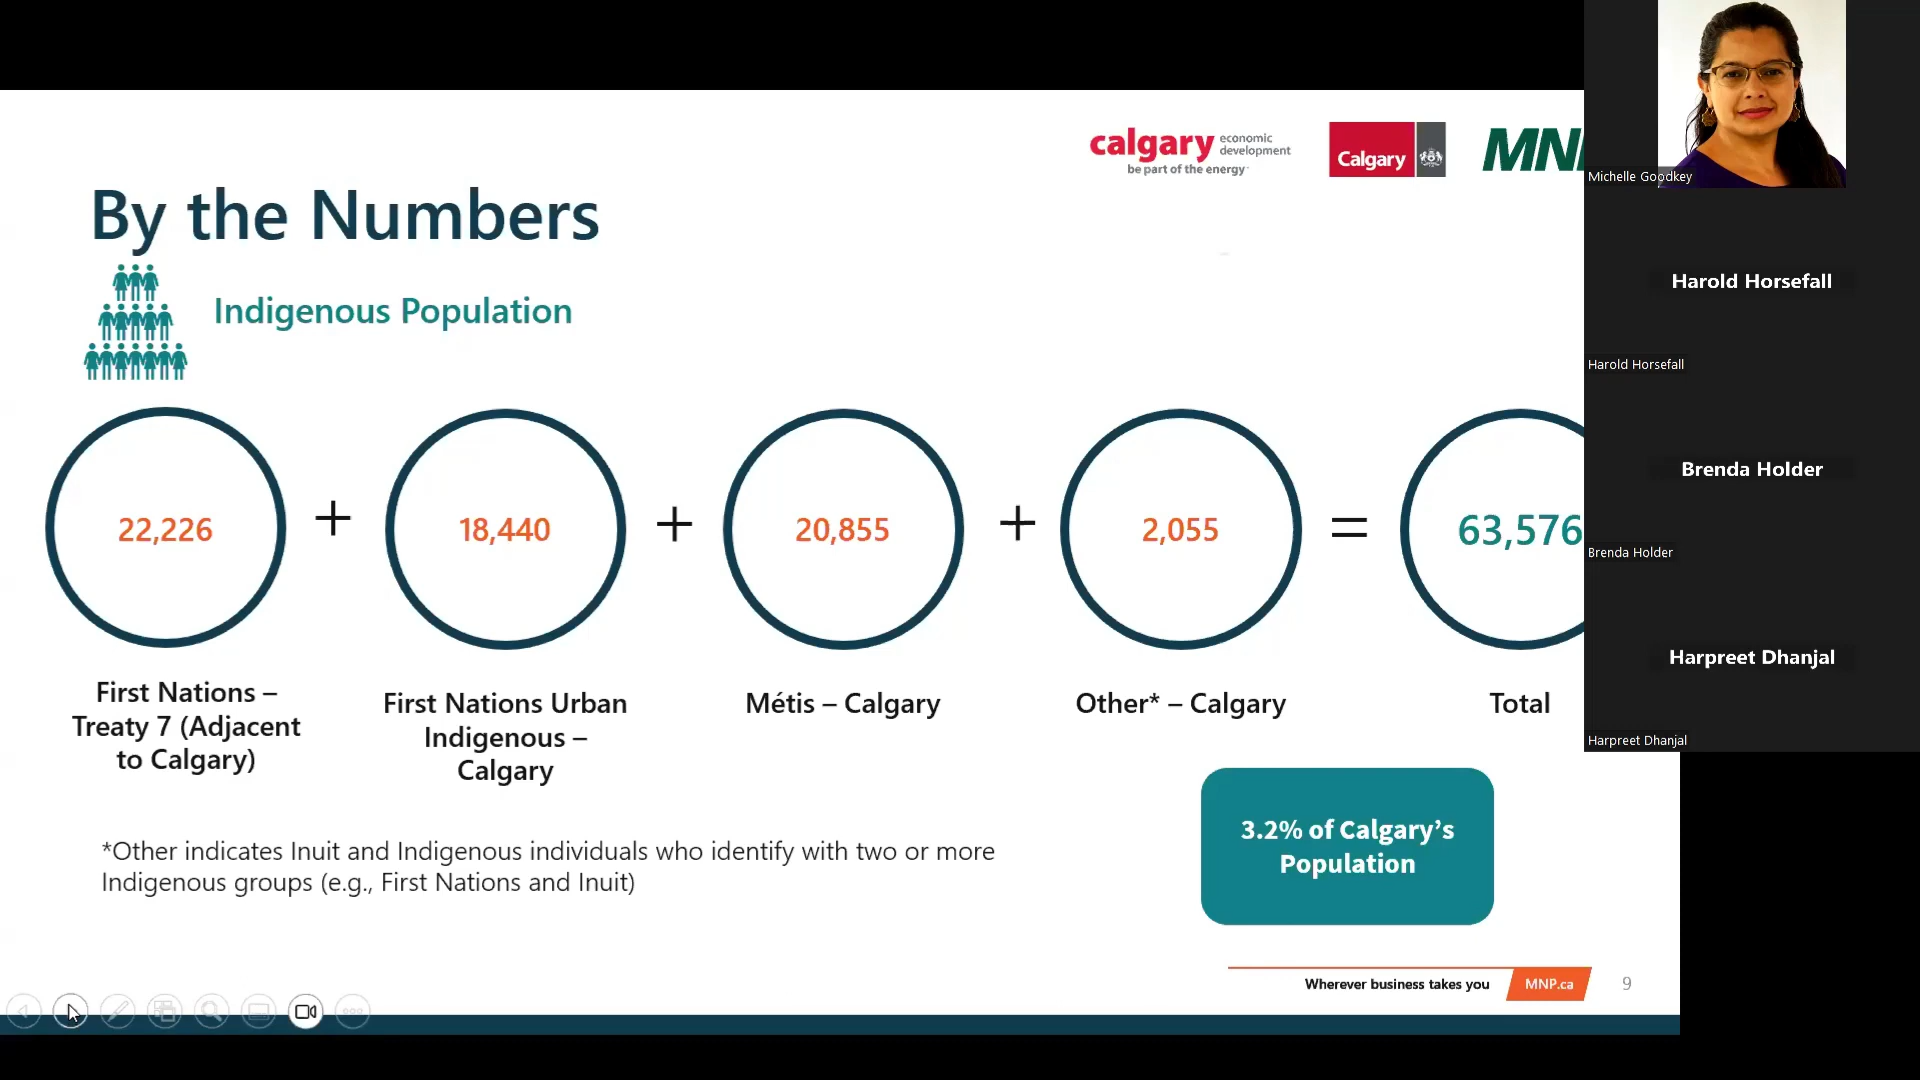 calgary economic
development
be part of the energy
Calgary
By the Numbers
Indigenous Population
22,226
+
18,440
+
20,855
+
2,055
=
63,576
First Nations –
Treaty 7 (Adjacent
to Calgary)
First Nations Urban
Indigenous –
Calgary
Métis – Calgary
Other* – Calgary
Total
3.2% of Calgary’s
Population
*Other indicates Inuit and Indigenous individuals who identify with two or more
Indigenous groups (e.g., First Nations and Inuit)
Wherever business takes you
MNP.ca
9
Michelle Goodkey
Harold Horsefall
Harold Horsefall
Brenda Holder
Brenda Holder
Harpreet Dhanjal
Harpreet Dhanjal